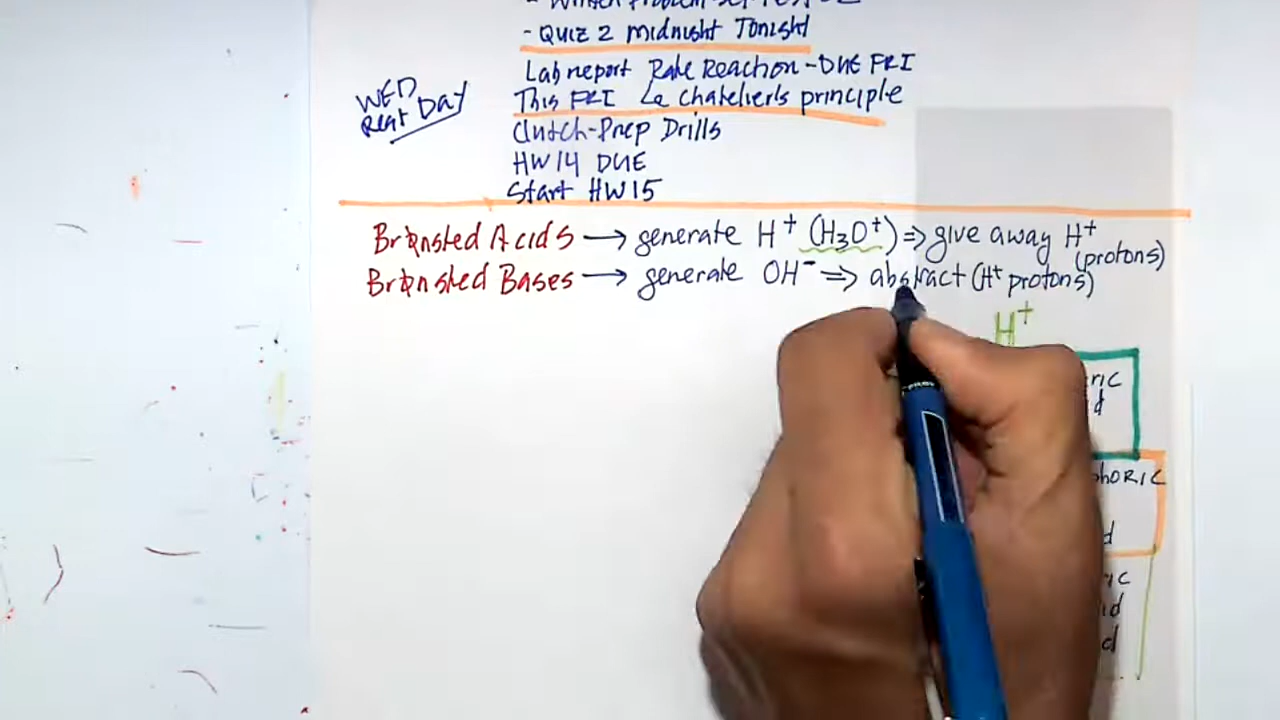 - Quiz 2 Midnight Tonight
Lab report Rate Reaction - DUE FRI
This FRI Le Chatelier's principle
WED
Rest Day
Clutch-Prep Drills
HW14 DUE
Start HW15
Brønsted Acids → generate H⁺ (H₃O⁺) ⇒ give away H⁺ (protons)
Brønsted Bases → generate OH⁻ ⇒ abstract (H⁺ protons)
H⁺